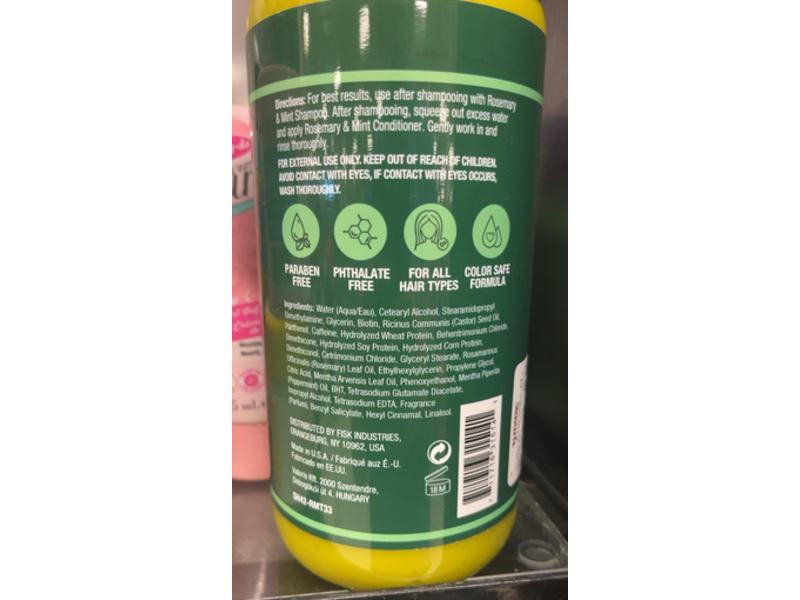 Directions: For best results, use after shampooing with Rosemary
& Mint Shampoo. After shampooing, squeeze out excess water
and apply Rosemary & Mint Conditioner. Gently work in and
rinse thoroughly.
FOR EXTERNAL USE ONLY. KEEP OUT OF REACH OF CHILDREN.
AVOID CONTACT WITH EYES, IF CONTACT WITH EYES OCCURS,
WASH THOROUGHLY.
PARABEN
FREE
PHTHALATE
FREE
FOR ALL
HAIR TYPES
COLOR SAFE
FORMULA
Ingredients: Water (Aqua/Eau), Cetearyl Alcohol, Stearamidopropyl
Dimethylamine, Glycerin, Biotin, Ricinus Communis (Castor) Seed Oil,
Panthenol, Caffeine, Hydrolyzed Wheat Protein, Behentrimonium Chloride,
Dimethicone, Hydrolyzed Soy Protein, Hydrolyzed Corn Protein,
Dimethiconol, Cetrimonium Chloride, Glyceryl Stearate, Rosamarinus
Officinalis (Rosemary) Leaf Oil, Ethylhexylglycerin, Propylene Glycol,
Citric Acid, Mentha Arvensis Leaf Oil, Phenoxyethanol, Mentha Piperita
(Peppermint) Oil, BHT, Tetrasodium Glutamate Diacetate,
Isopropyl Alcohol, Tetrasodium EDTA, Fragrance
(Parfum), Benzyl Salicylate, Hexyl Cinnamal, Linalool.
DISTRIBUTED BY FISK INDUSTRIES,
ORANGEBURG, NY 10962, USA
Made in U.S.A. / Fabriqué auz É.-U.
Fabricado en EE.UU.
Valoris Kft. 2000 Szentendre,
Dobogükói út 4. HUNGARY
SH42-RMT33
18 M